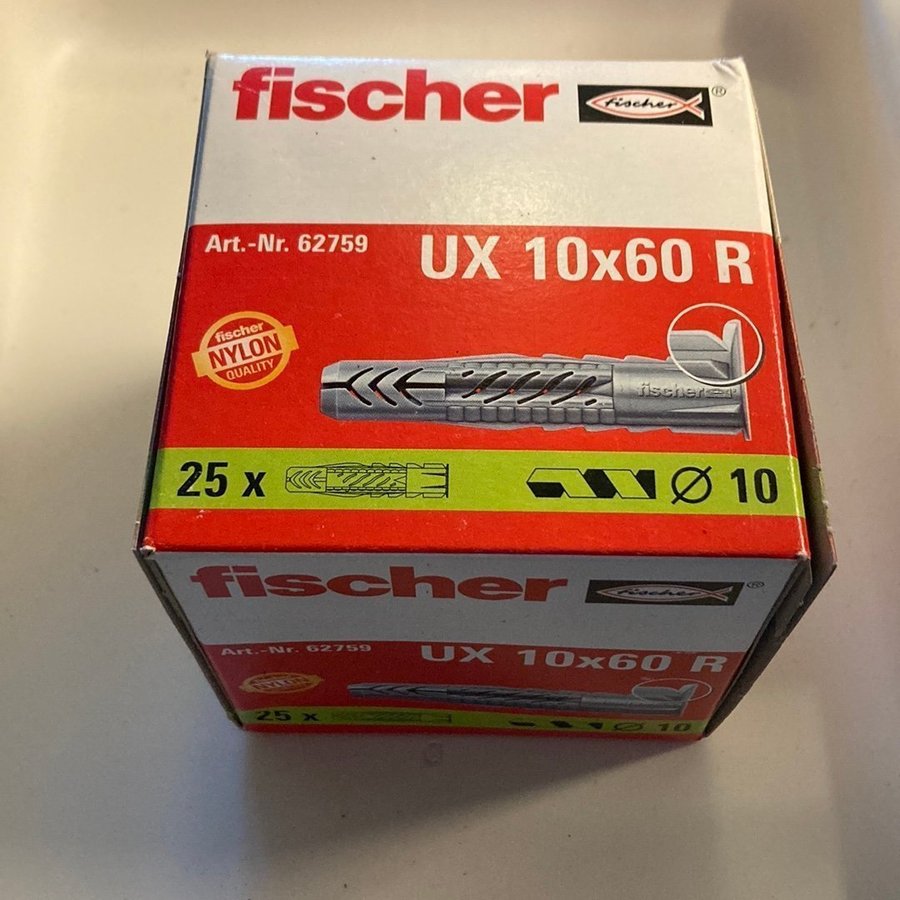 fischer fischer ®
Art.-Nr. 62759 UX 10x60 R
fischer
NYLON
QUALITY
fischer
25 x Ø 10
fischer fischer ®
Art.-Nr. 62759 UX 10x60 R
NYLON
25 x Ø 10